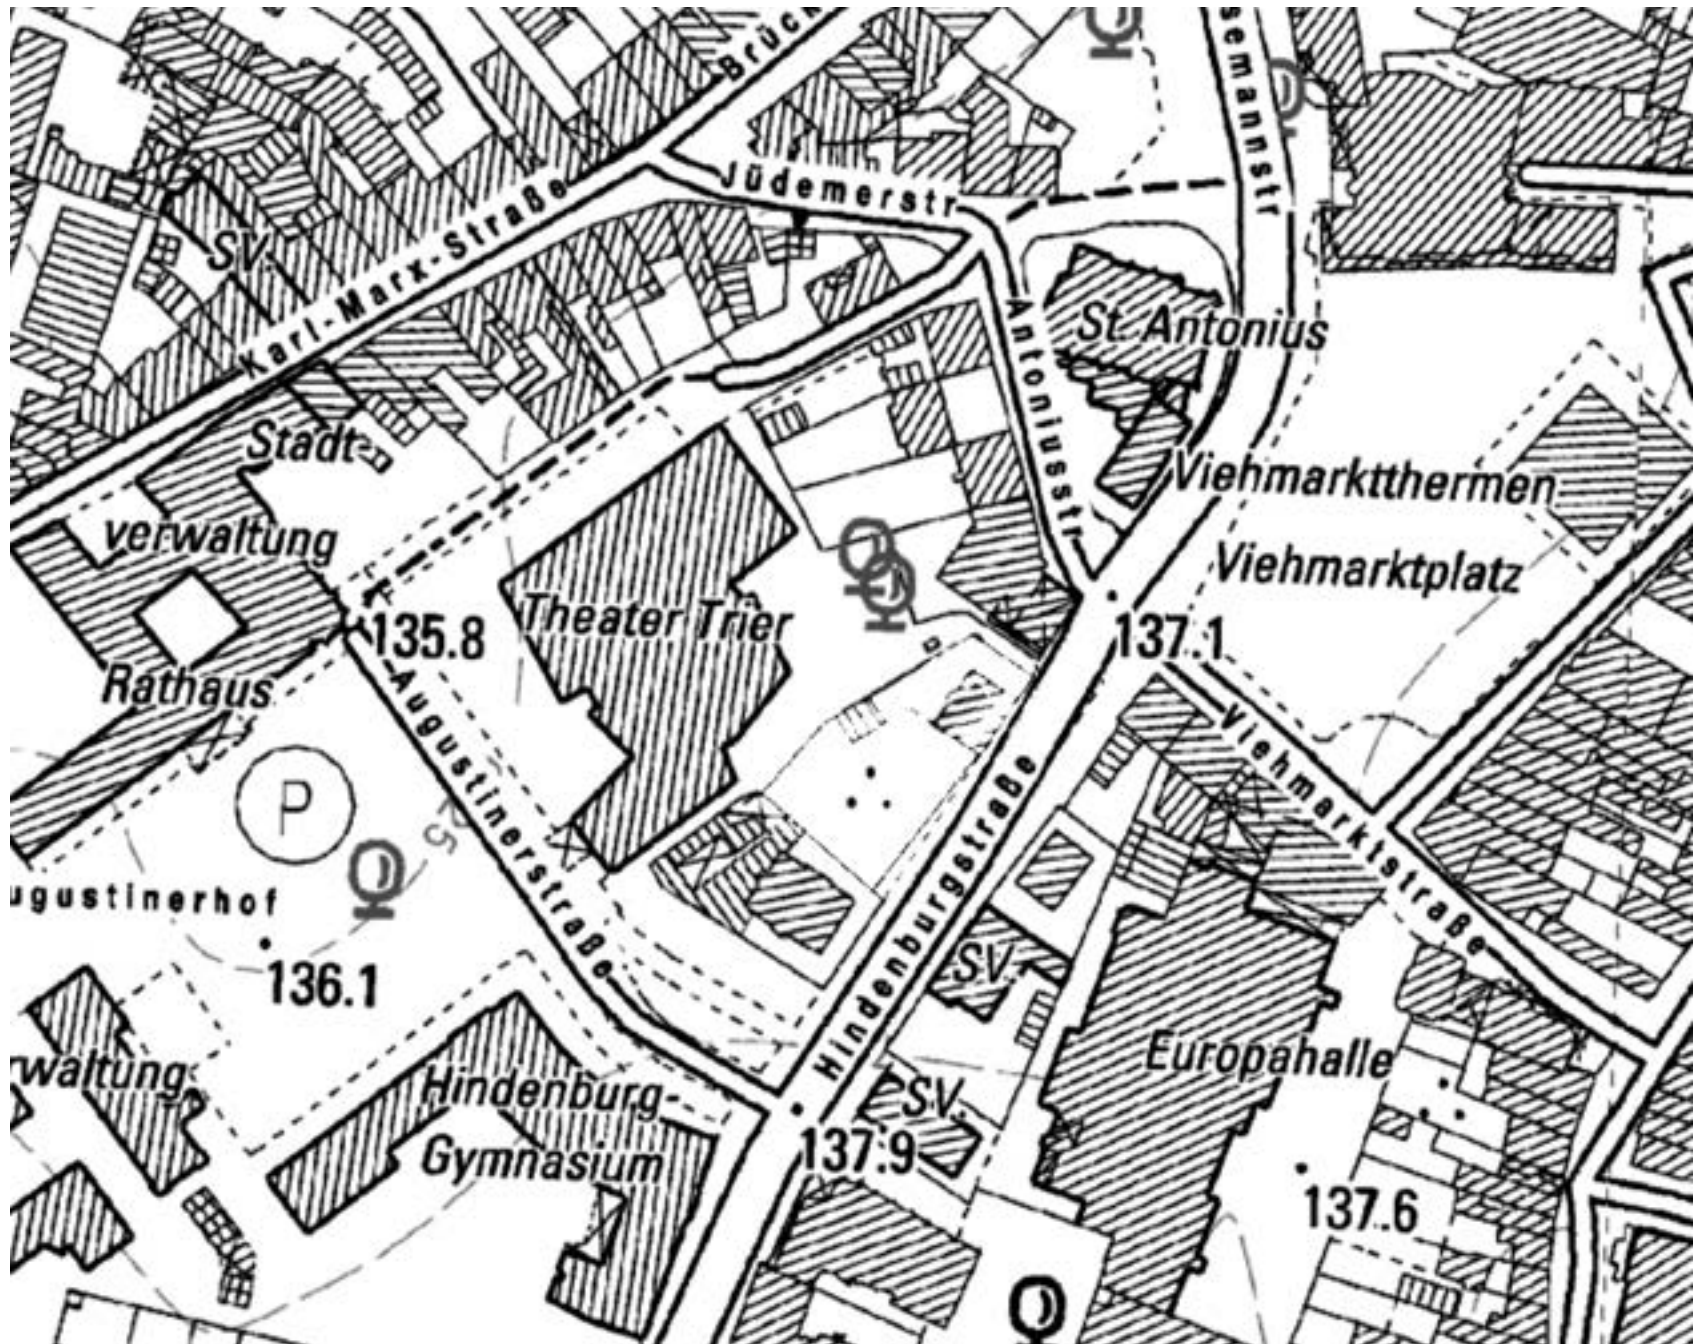 Brück
semannstr
Jüdemerstr
Karl-Marx-Straße
SV.
Antoniusstr
St. Antonius
Stadt-
verwaltung
Viehmarktthermen
Viehmarktplatz
135.8
Theater Trier
137.1
Rathaus
Augustinerstraße
Viehmarktstraße
P
Hindenburgstraße
ugustinerhof
136.1
SV.
Europahalle
rwaltung
Hindenburg-
Gymnasium
SV.
137.9
137.6